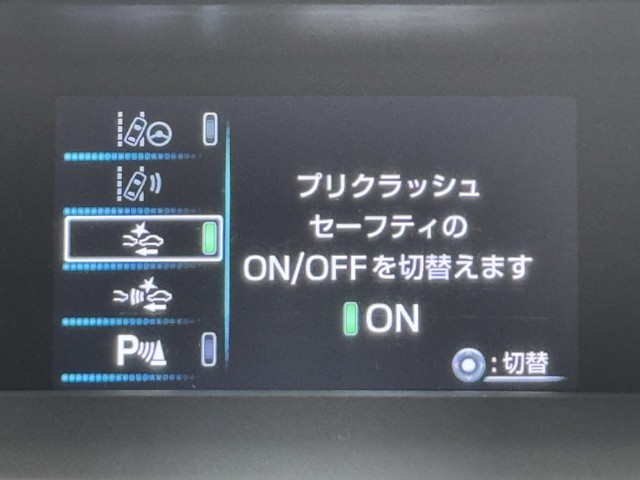 プリクラッシュ
セーフティの
ON/OFFを切替えます
ON
P
:切替